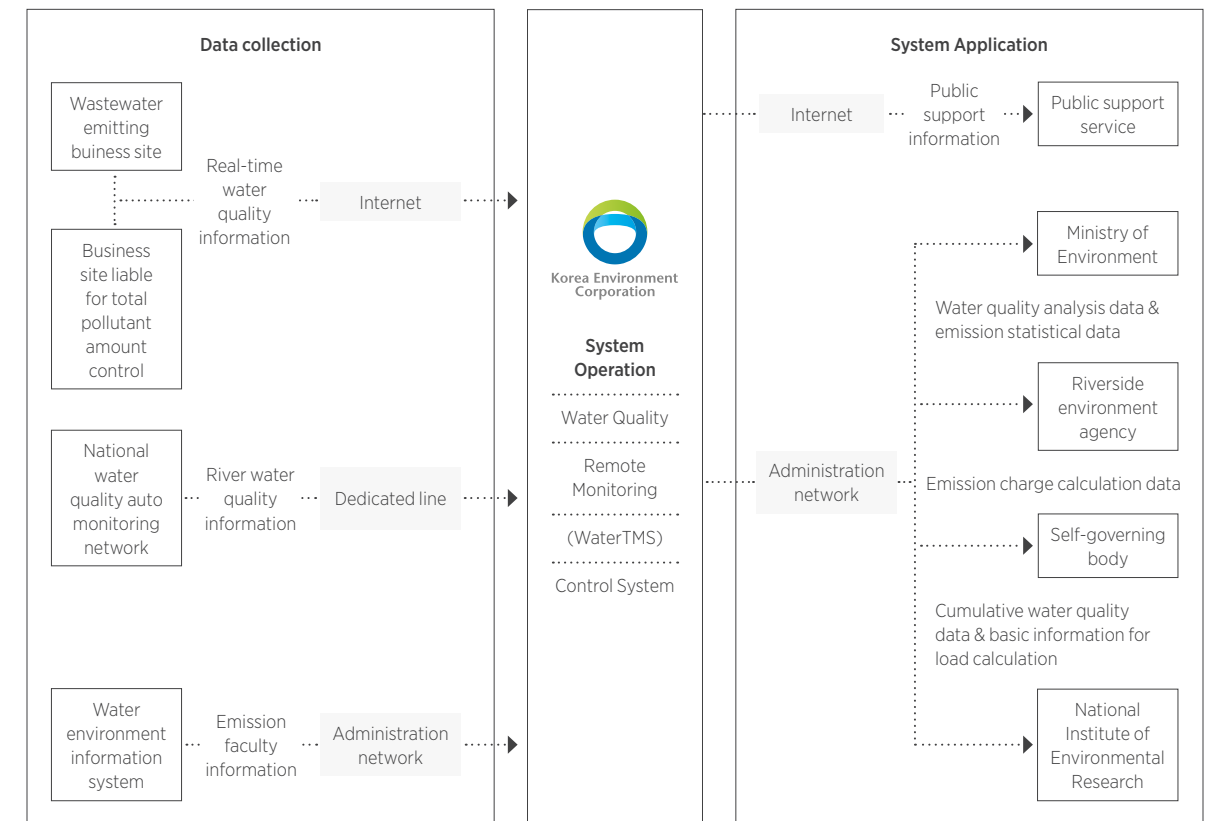 Data collection
Wastewater
emitting
buiness site
Real-time
water
quality
information
Internet
Business
site liable
for total
pollutant
amount
control
National
water
quality auto
monitoring
network
River water
quality
information
Dedicated line
Water
environment
information
system
Emission
faculty
information
Administration
network
Korea Environment
Corporation
System
Operation
Water Quality
Remote
Monitoring
(WaterTMS)
Control System
System Application
Internet
Public
support
information
Public support
service
Administration
network
Ministry of
Environment
Water quality analysis data &
emission statistical data
Riverside
environment
agency
Emission charge calculation data
Self-governing
body
Cumulative water quality
data & basic information for
load calculation
National
Institute of
Environmental
Research